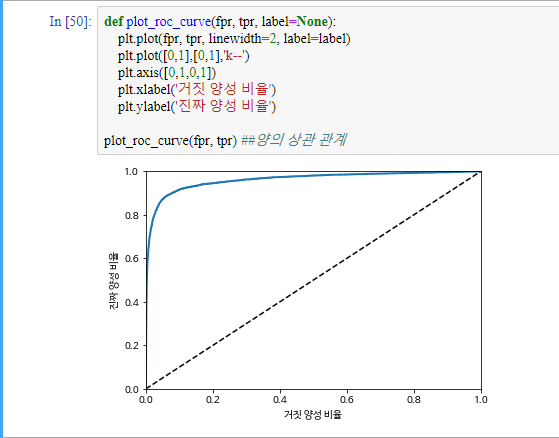 In [50]: def plot_roc_curve(fpr, tpr, label=None):
plt.plot(fpr, tpr, linewidth=2, label=label)
plt.plot([0,1],[0,1],'k--')
plt.axis([0,1,0,1])
plt.xlabel('거짓 양성 비율')
plt.ylabel('진짜 양성 비율')
plot_roc_curve(fpr, tpr) ##양의 상관 관계
1.0
0.8
0.6
0.4
0.2
0.0
진짜 양성 비율
0.0 0.2 0.4 0.6 0.8 1.0
거짓 양성 비율